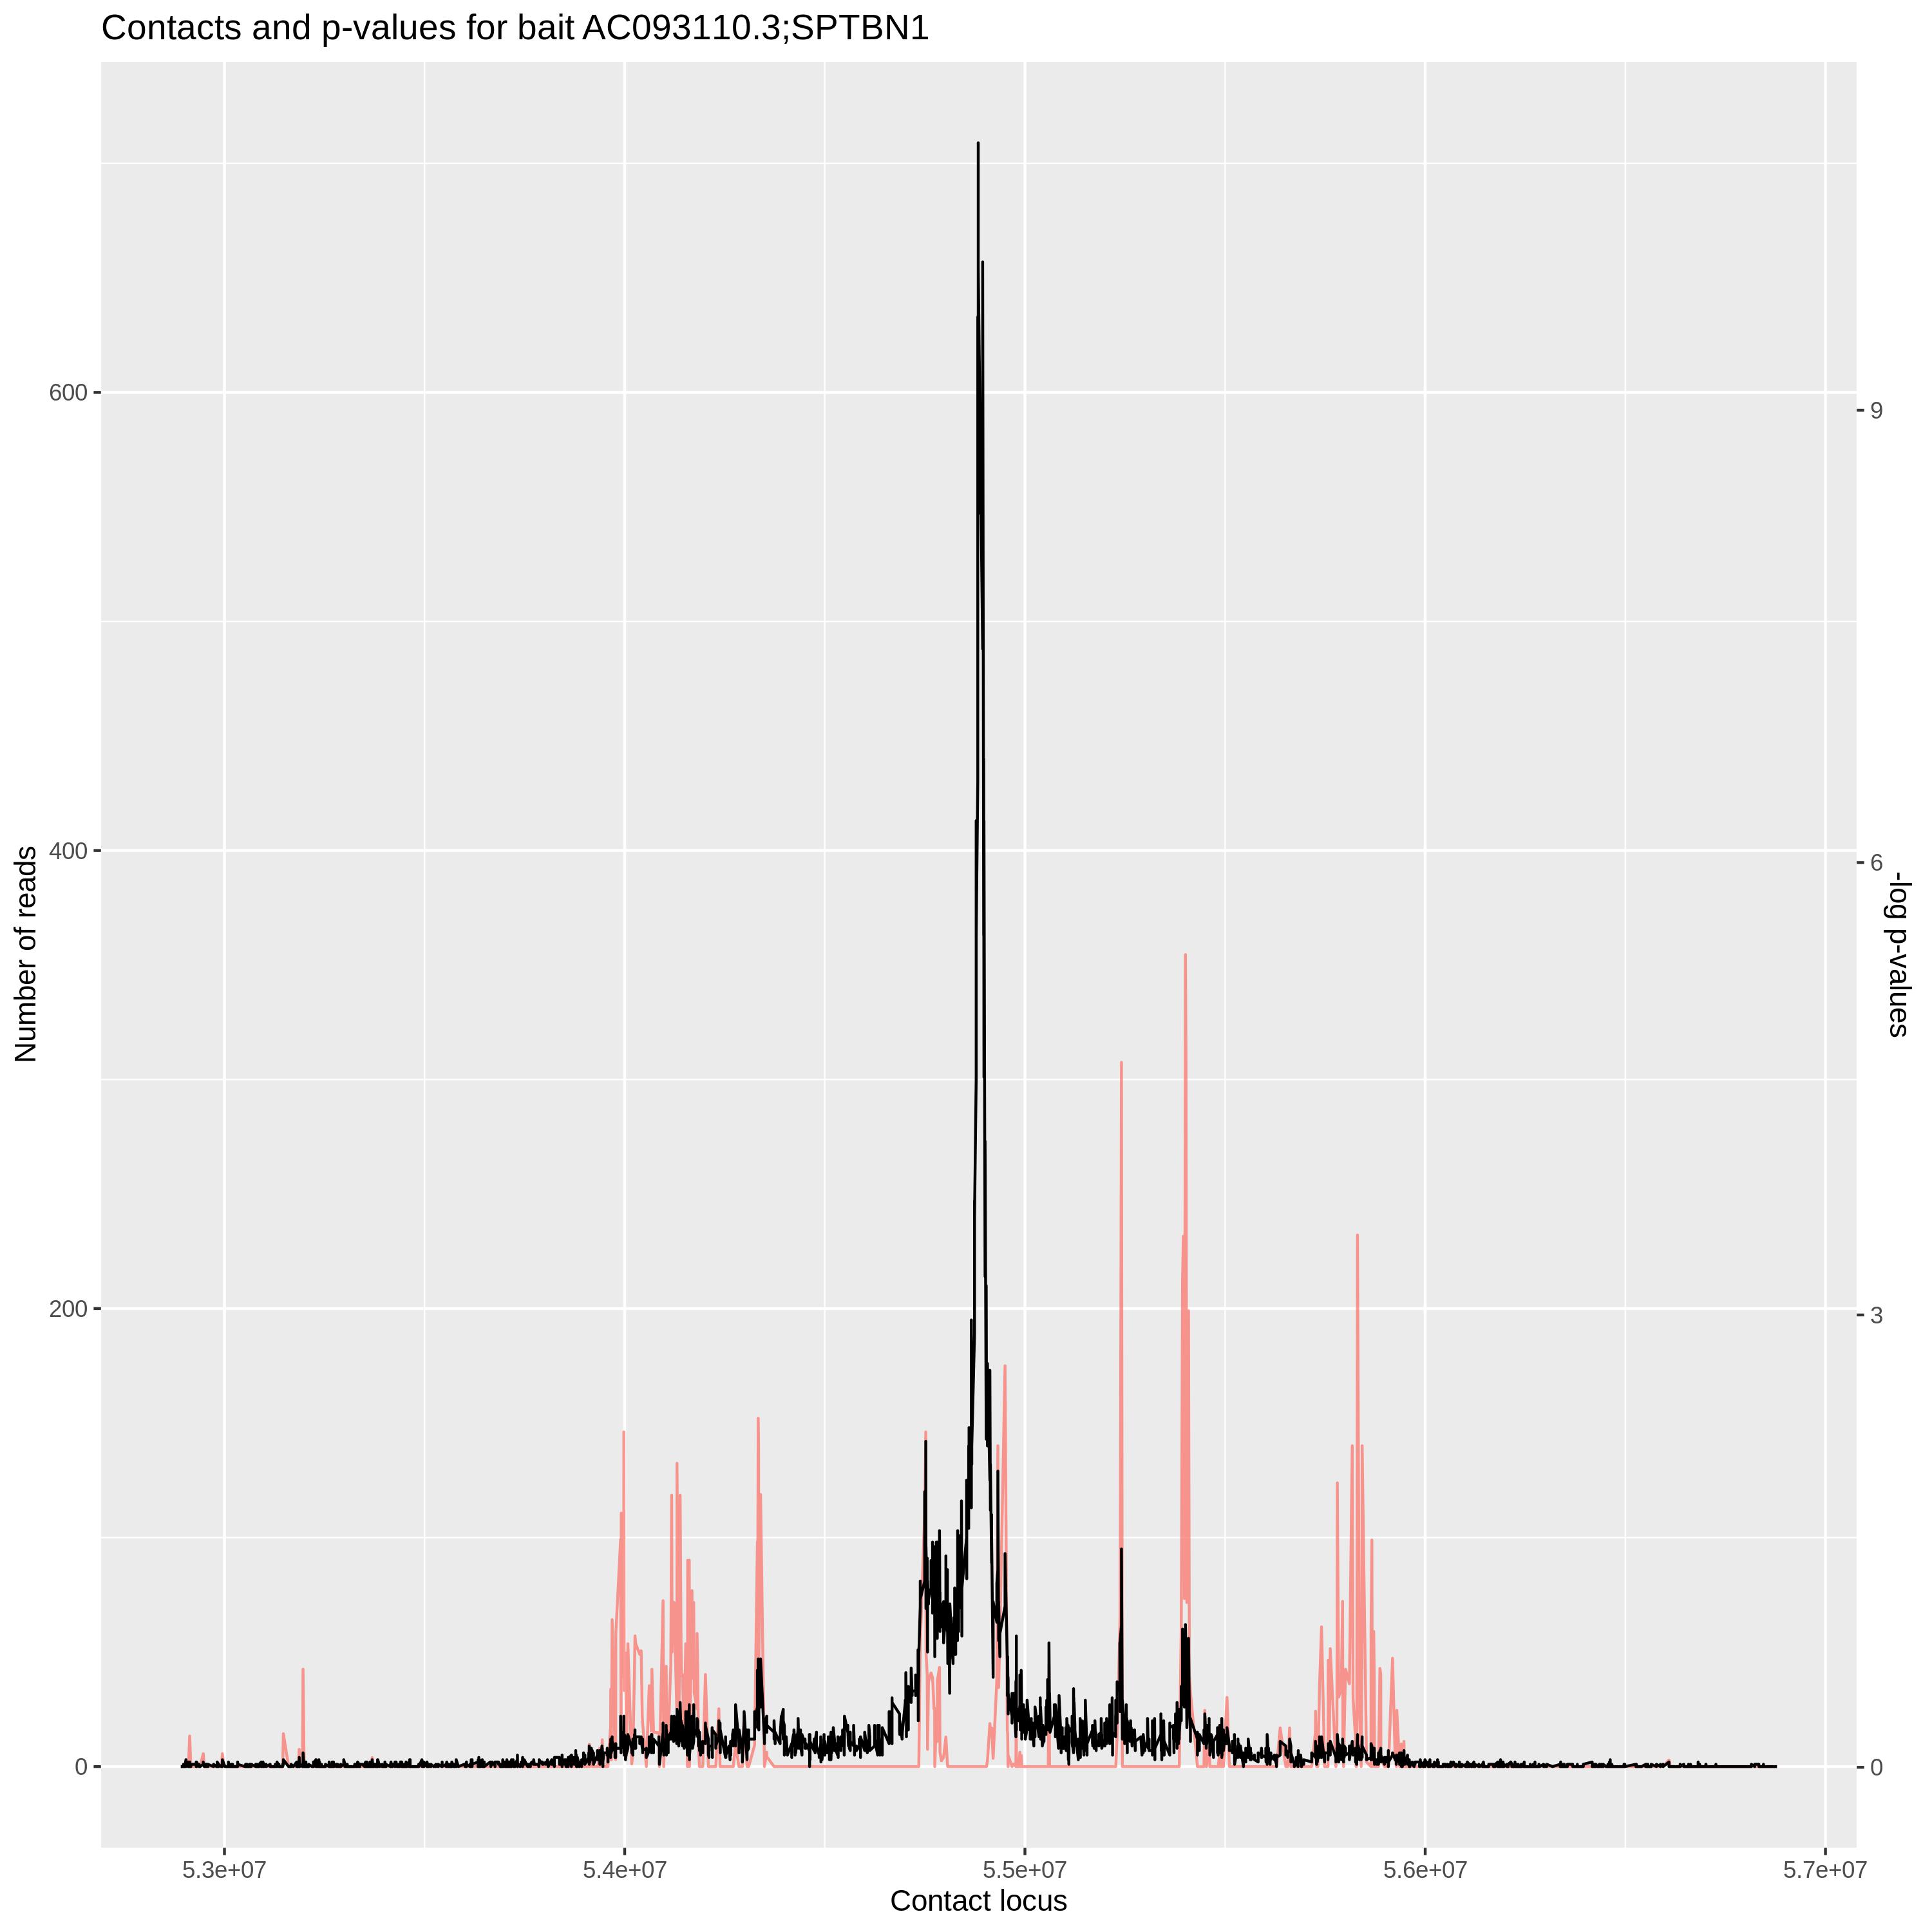 Contacts and p-values for bait AC093110.3;SPTBN1
600
400
200
0
Number of reads
9
6
3
0
-log p-values
5.3e+07
5.4e+07
5.5e+07
5.6e+07
5.7e+07
Contact locus